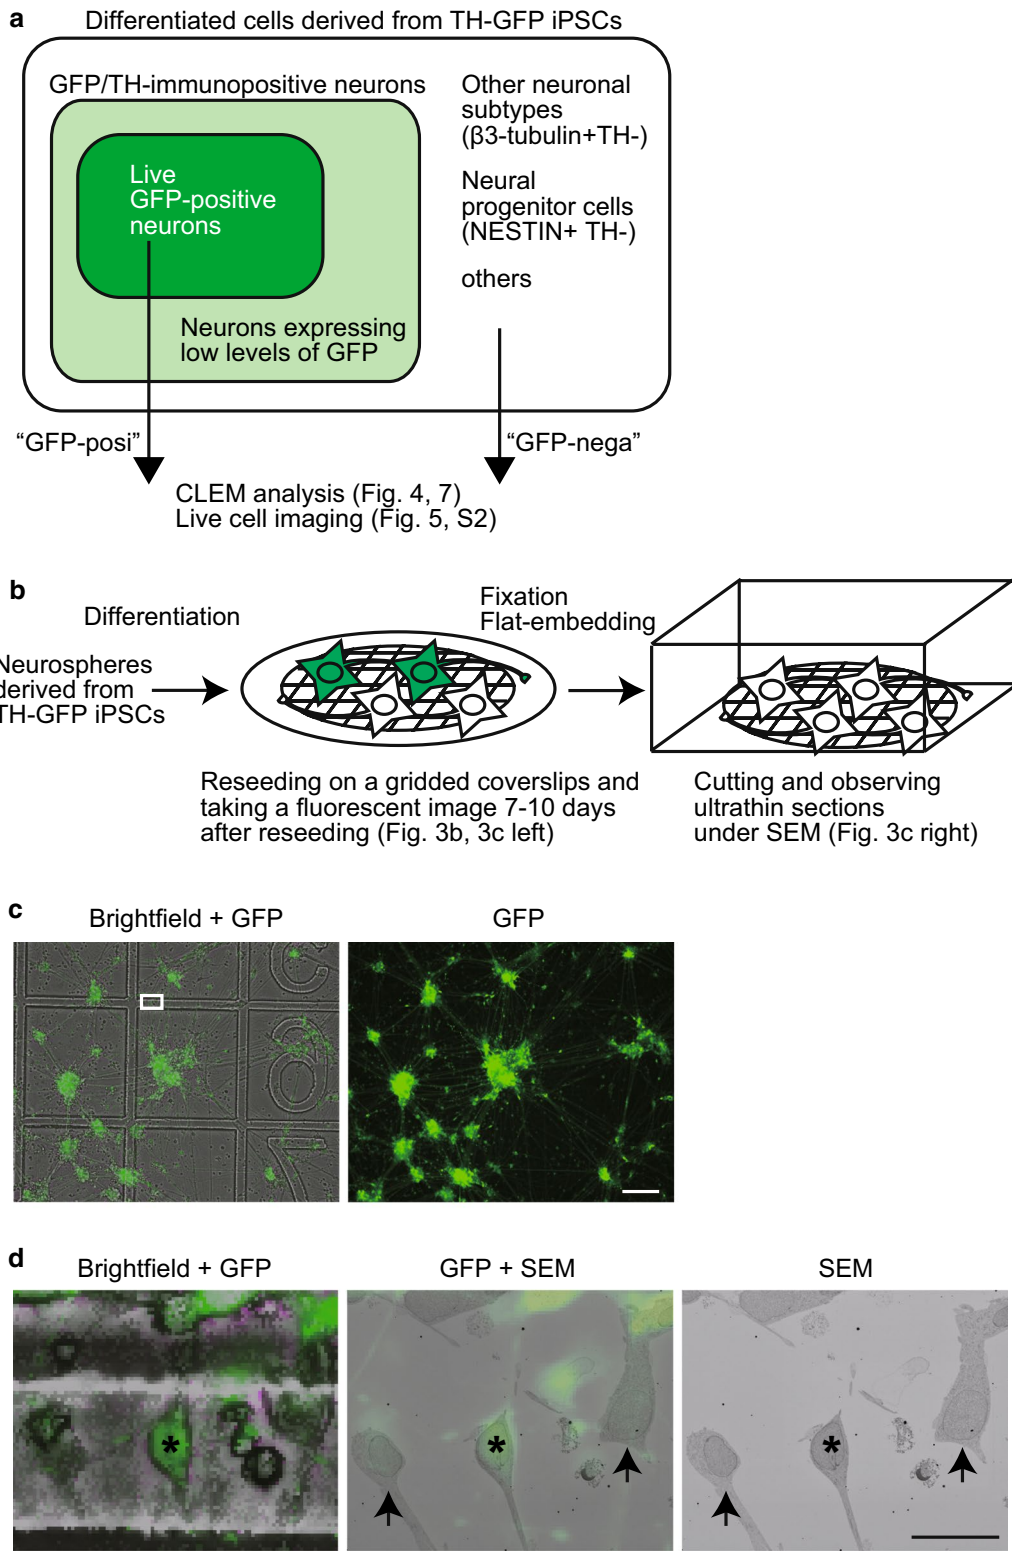 a
Differentiated cells derived from TH-GFP iPSCs
GFP/TH-immunopositive neurons
Live
GFP-positive
neurons
Neurons expressing
low levels of GFP
Other neuronal
subtypes
(β3-tubulin+TH-)
Neural
progenitor cells
(NESTIN+ TH-)
others
“GFP-posi”
“GFP-nega”
CLEM analysis (Fig. 4, 7)
Live cell imaging (Fig. 5, S2)
b
Differentiation
Fixation
Flat-embedding
Neurospheres
derived from
TH-GFP iPSCs
Reseeding on a gridded coverslips and
taking a fluorescent image 7-10 days
after reseeding (Fig. 3b, 3c left)
Cutting and observing
ultrathin sections
under SEM (Fig. 3c right)
c
Brightfield + GFP
GFP
6
7
d
Brightfield + GFP
GFP + SEM
SEM
*
*
*